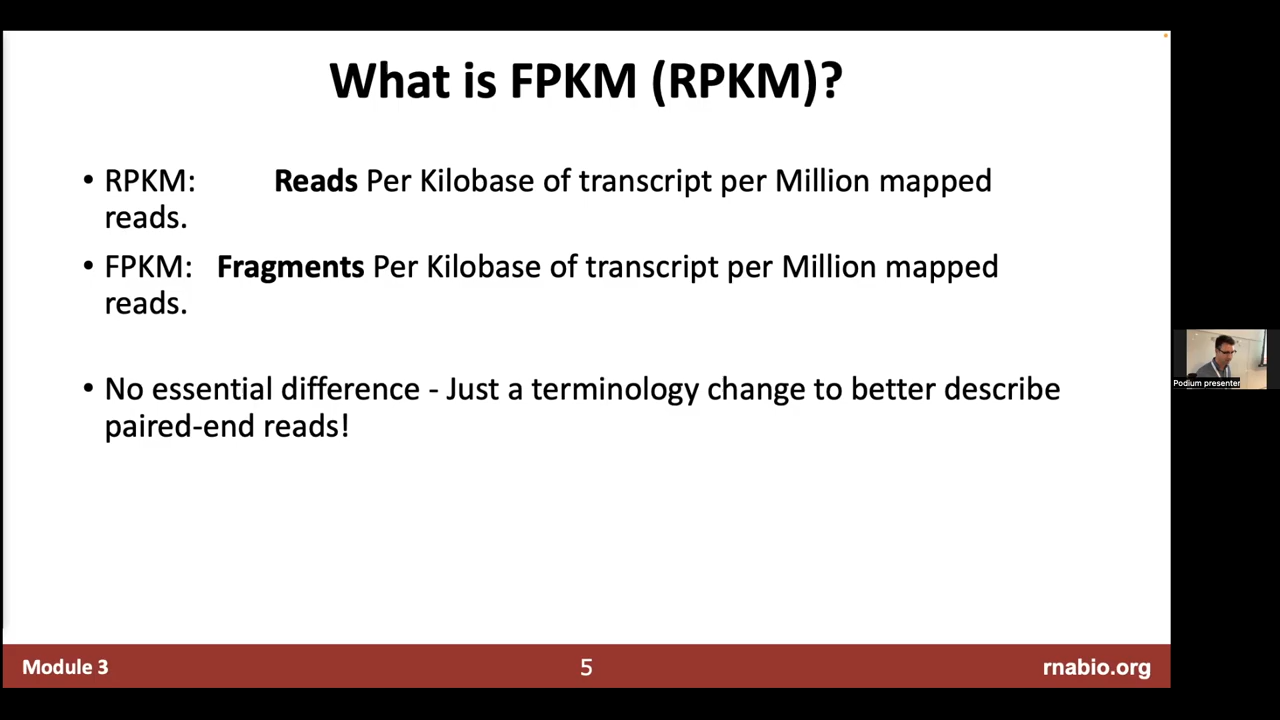 What is FPKM (RPKM)?
• RPKM: Reads Per Kilobase of transcript per Million mapped
reads.
• FPKM: Fragments Per Kilobase of transcript per Million mapped
reads.
• No essential difference - Just a terminology change to better describe
paired-end reads!
Podium presenter
Module 3
5
rnabio.org